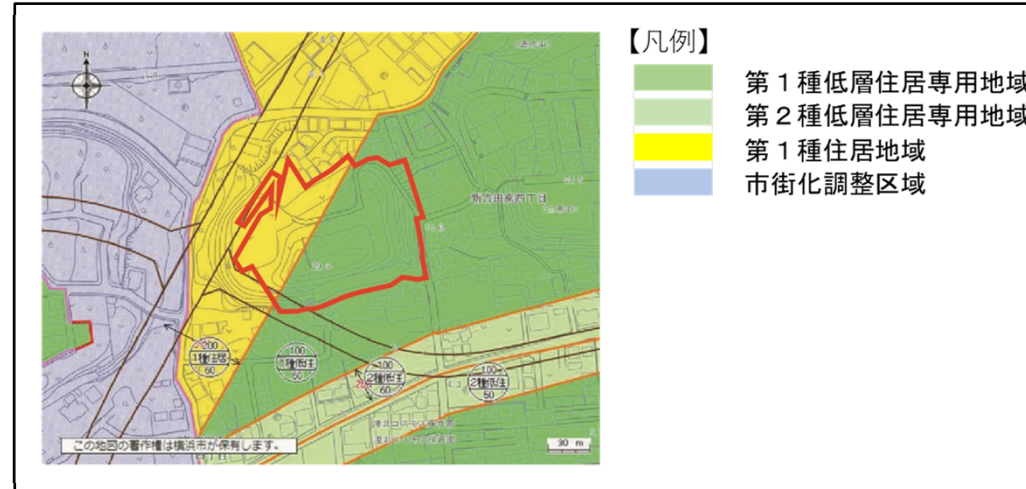 【凡例】
第１種低層住居専用地域
第２種低層住居専用地域
第１種住居地域
市街化調整区域
N
新吉田東四丁目
200
1種住居
60
100
1種低住
60
100
2種低住
60
100
2種低住
50
4.3
この地図の著作権は横浜市が保有します。
30 m